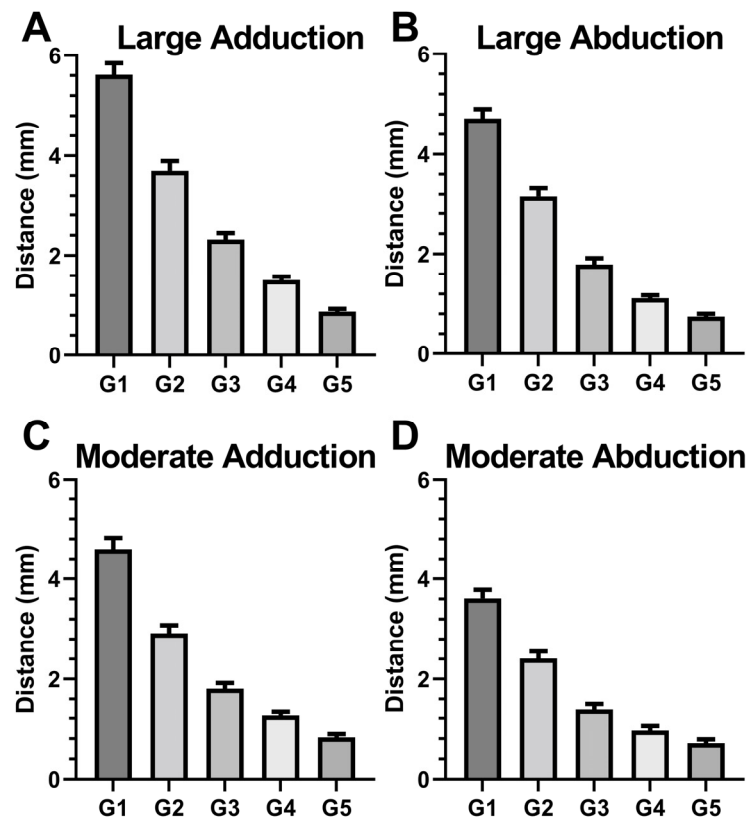 A
Large Adduction
Distance (mm)
6
4
2
0
G1 G2 G3 G4 G5
B
Large Abduction
Distance (mm)
6
4
2
0
G1 G2 G3 G4 G5
C
Moderate Adduction
Distance (mm)
6
4
2
0
G1 G2 G3 G4 G5
D
Moderate Abduction
Distance (mm)
6
4
2
0
G1 G2 G3 G4 G5